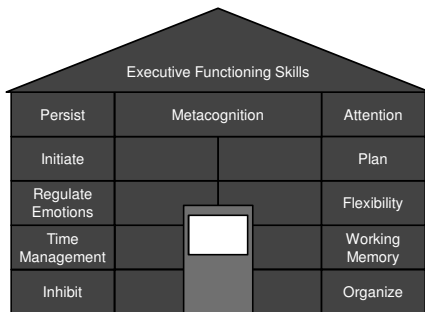 Executive Functioning Skills
Persist
Metacognition
Attention
Initiate
Plan
Regulate
Emotions
Flexibility
Time
Management
Working
Memory
Inhibit
Organize